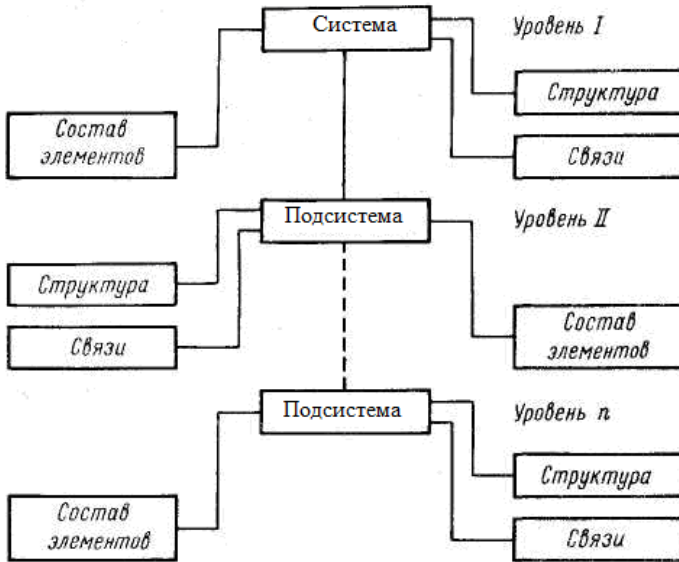 Система
Уровень I
Структура
Состав
элементов
Связи
Подсистема
Уровень II
Структура
Связи
Состав
элементов
Подсистема
Уровень n
Структура
Состав
элементов
Связи